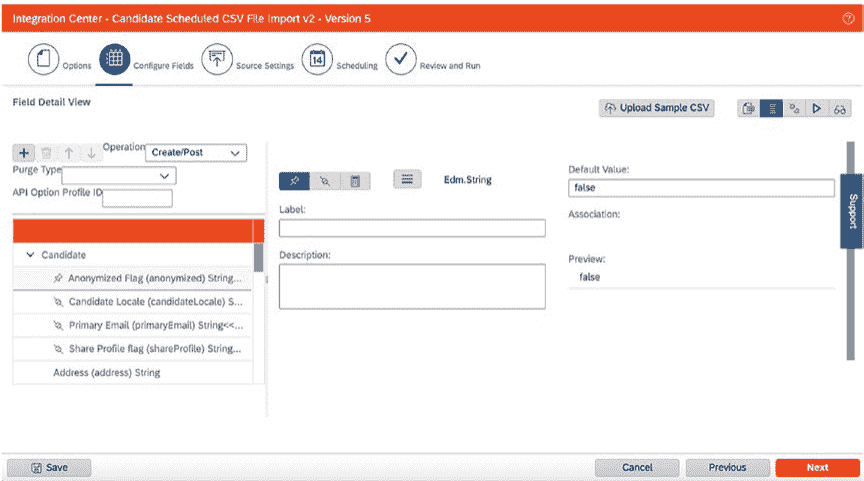 Integration Center - Candidate Scheduled CSV File Import v2 - Version 5
Options
Configure Fields
Source Settings
14
Scheduling
Review and Run
Field Detail View
Upload Sample CSV
Operation
Create/Post
Purge Type
API Option Profile ID
Candidate
Anonymized Flag (anonymized) String...
Candidate Locale (candidateLocale) S...
Primary Email (primaryEmail) String<<...
Share Profile flag (shareProfile) String...
Address (address) String
Edm.String
Label:
Description:
Default Value:
false
Association:
Preview:
false
Support
Save
Cancel
Previous
Next